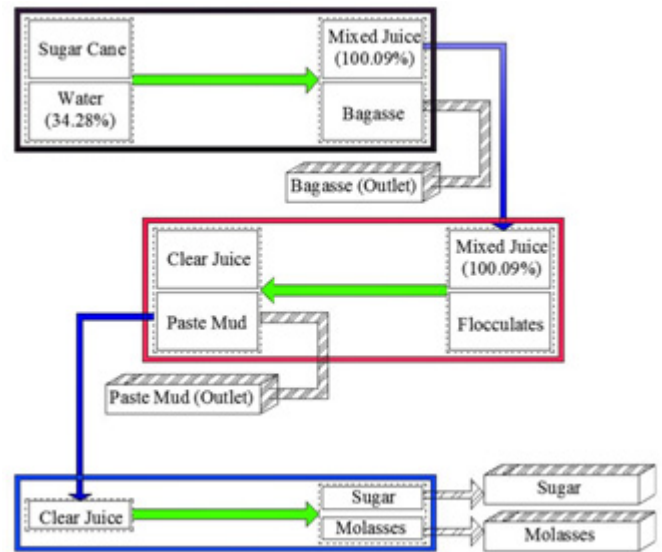 Sugar Cane
Water
(34.28%)
Mixed Juice
(100.09%)
Bagasse
Bagasse (Outlet)
Clear Juice
Paste Mud
Mixed Juice
(100.09%)
Flocculates
Paste Mud (Outlet)
Clear Juice
Sugar
Molasses
Sugar
Molasses